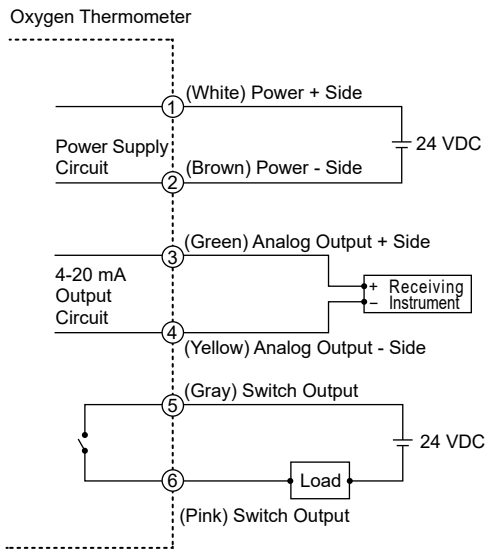 Oxygen Thermometer
1
(White) Power + Side
Power Supply
Circuit
24 VDC
2
(Brown) Power - Side
3
(Green) Analog Output + Side
4-20 mA
Output
Circuit
+ Receiving
− Instrument
4
(Yellow) Analog Output - Side
5
(Gray) Switch Output
24 VDC
6
Load
(Pink) Switch Output